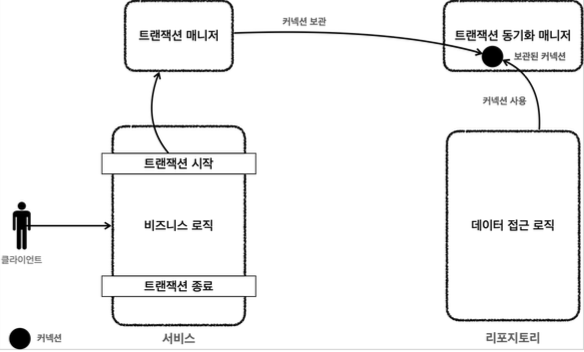 커넥션 보관
트랜잭션 매니저
트랜잭션 동기화 매니저
보관된 커넥션
커넥션 사용
트랜잭션 시작
비즈니스 로직
데이터 접근 로직
클라이언트
트랜잭션 종료
커넥션
서비스
리포지토리